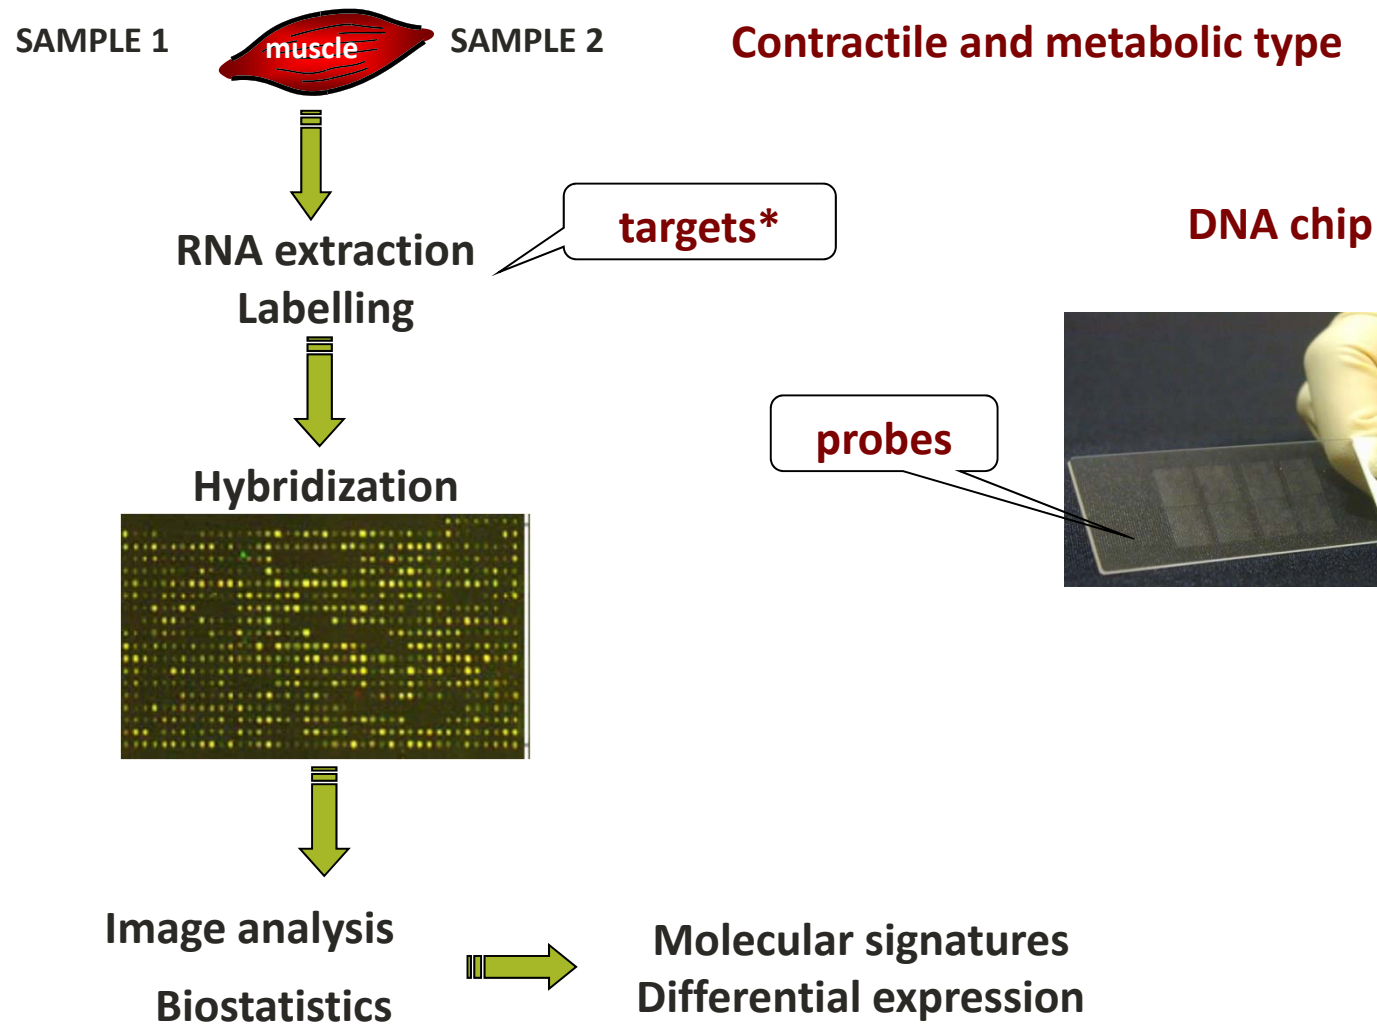 SAMPLE 1
muscle
SAMPLE 2
Contractile and metabolic type
targets*
DNA chip
RNA extraction
Labelling
probes
Hybridization
Image analysis
Biostatistics
Molecular signatures
Differential expression